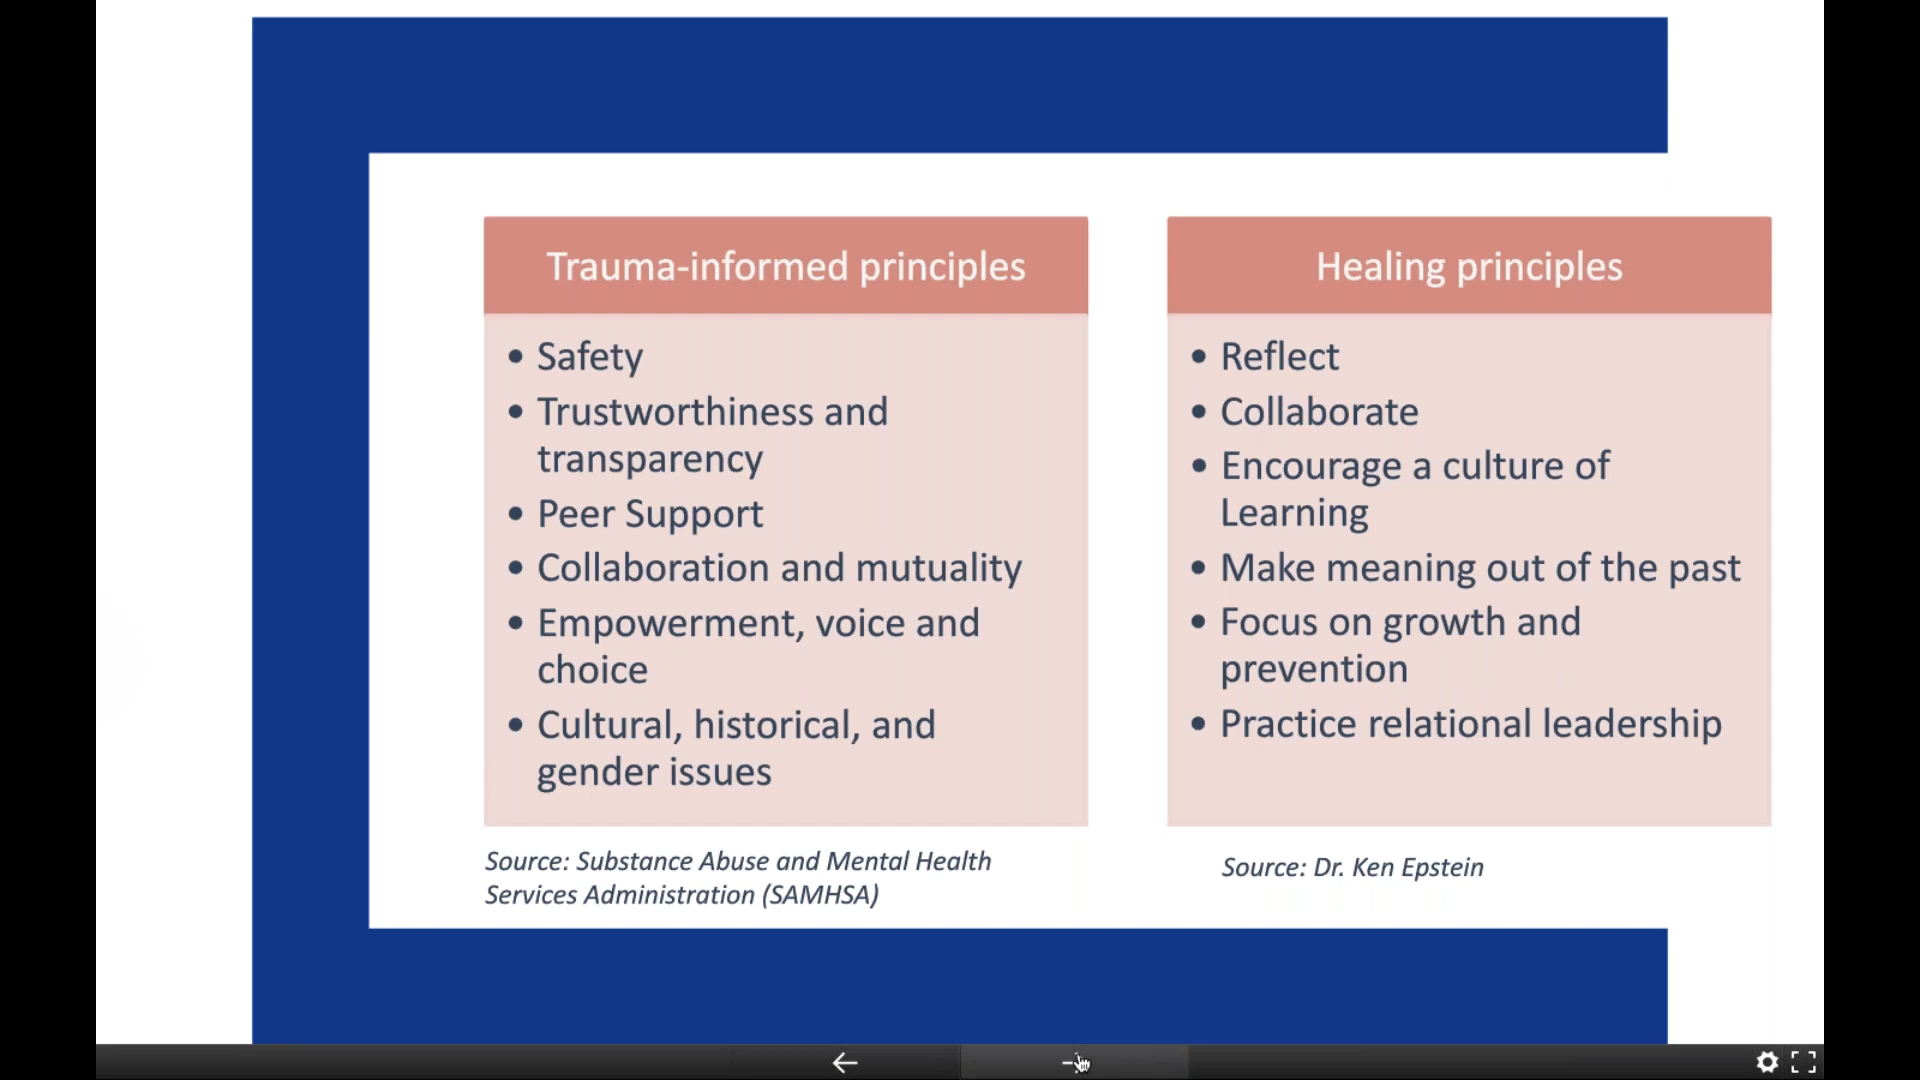 Trauma-informed principles
• Safety
• Trustworthiness and
transparency
• Peer Support
• Collaboration and mutuality
• Empowerment, voice and
choice
• Cultural, historical, and
gender issues
Source: Substance Abuse and Mental Health
Services Administration (SAMHSA)
Healing principles
• Reflect
• Collaborate
• Encourage a culture of
Learning
• Make meaning out of the past
• Focus on growth and
prevention
• Practice relational leadership
Source: Dr. Ken Epstein